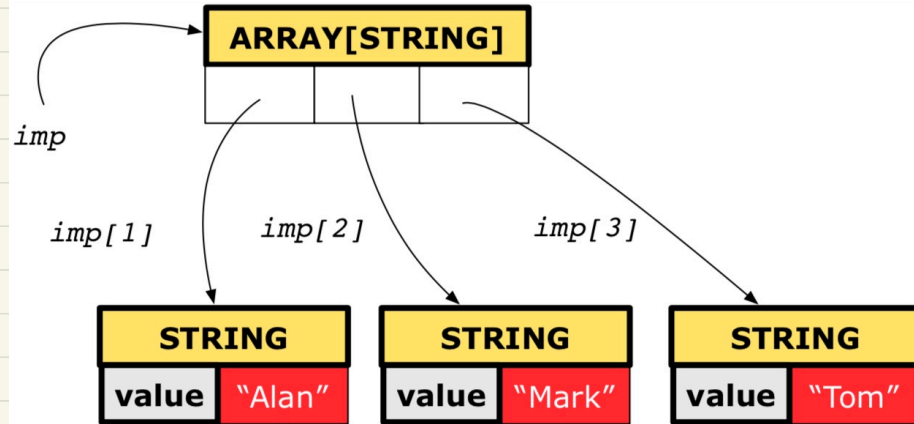 ARRAY[STRING]
imp
imp[1] imp[2] imp[3]
STRING STRING STRING
value “Alan” value “Mark” value “Tom”